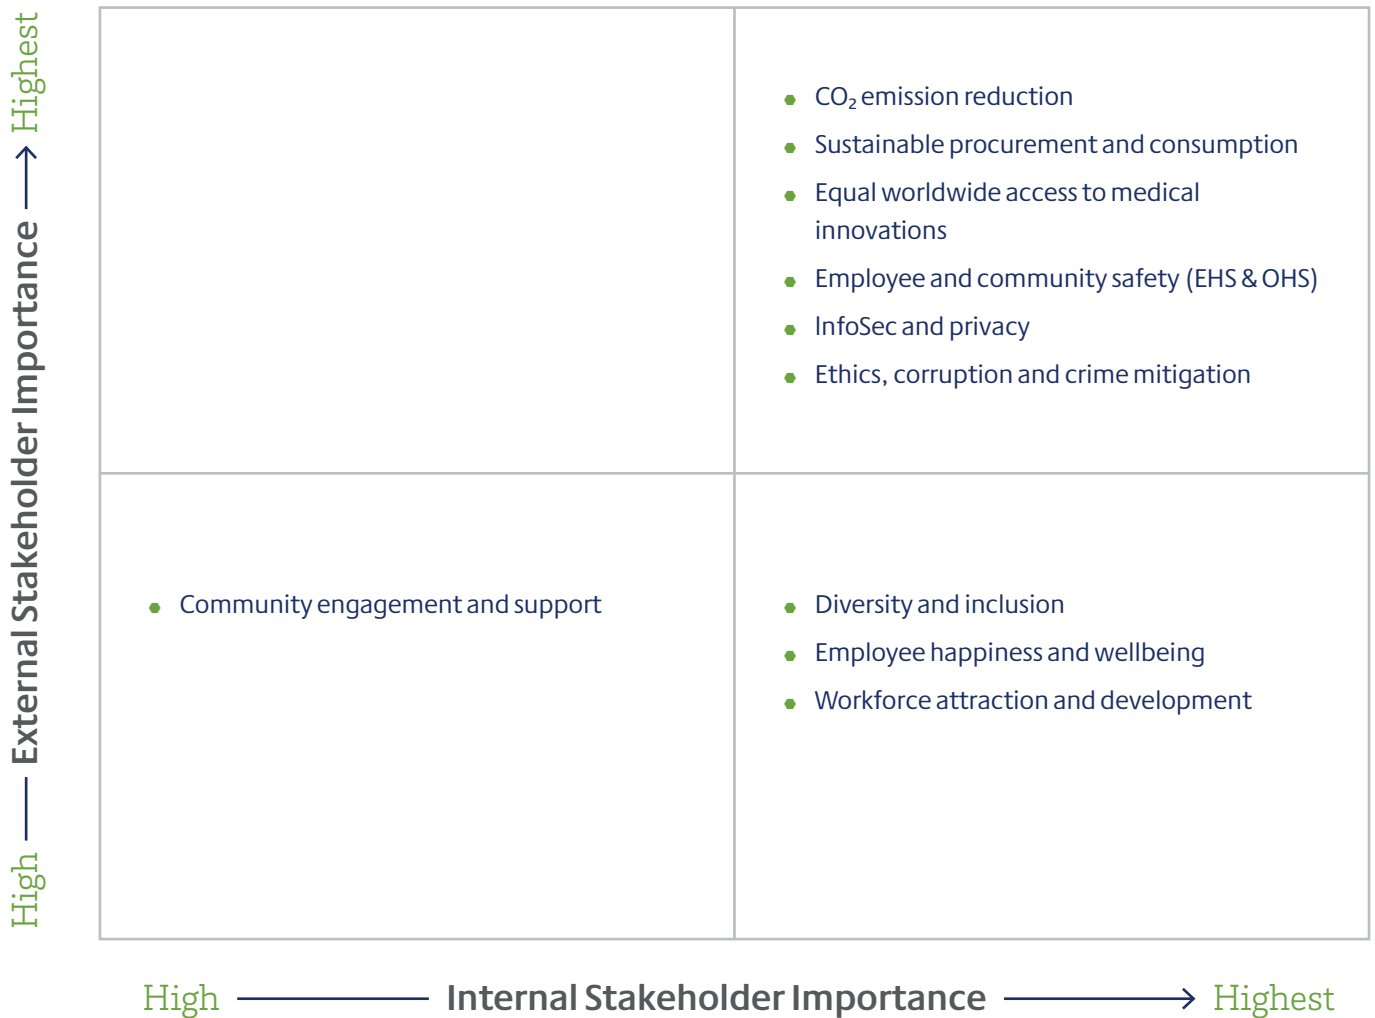 Highest
External Stakeholder Importance
High
CO₂ emission reduction
Sustainable procurement and consumption
Equal worldwide access to medical
innovations
Employee and community safety (EHS & OHS)
InfoSec and privacy
Ethics, corruption and crime mitigation
Community engagement and support
Diversity and inclusion
Employee happiness and wellbeing
Workforce attraction and development
High
Internal Stakeholder Importance
Highest